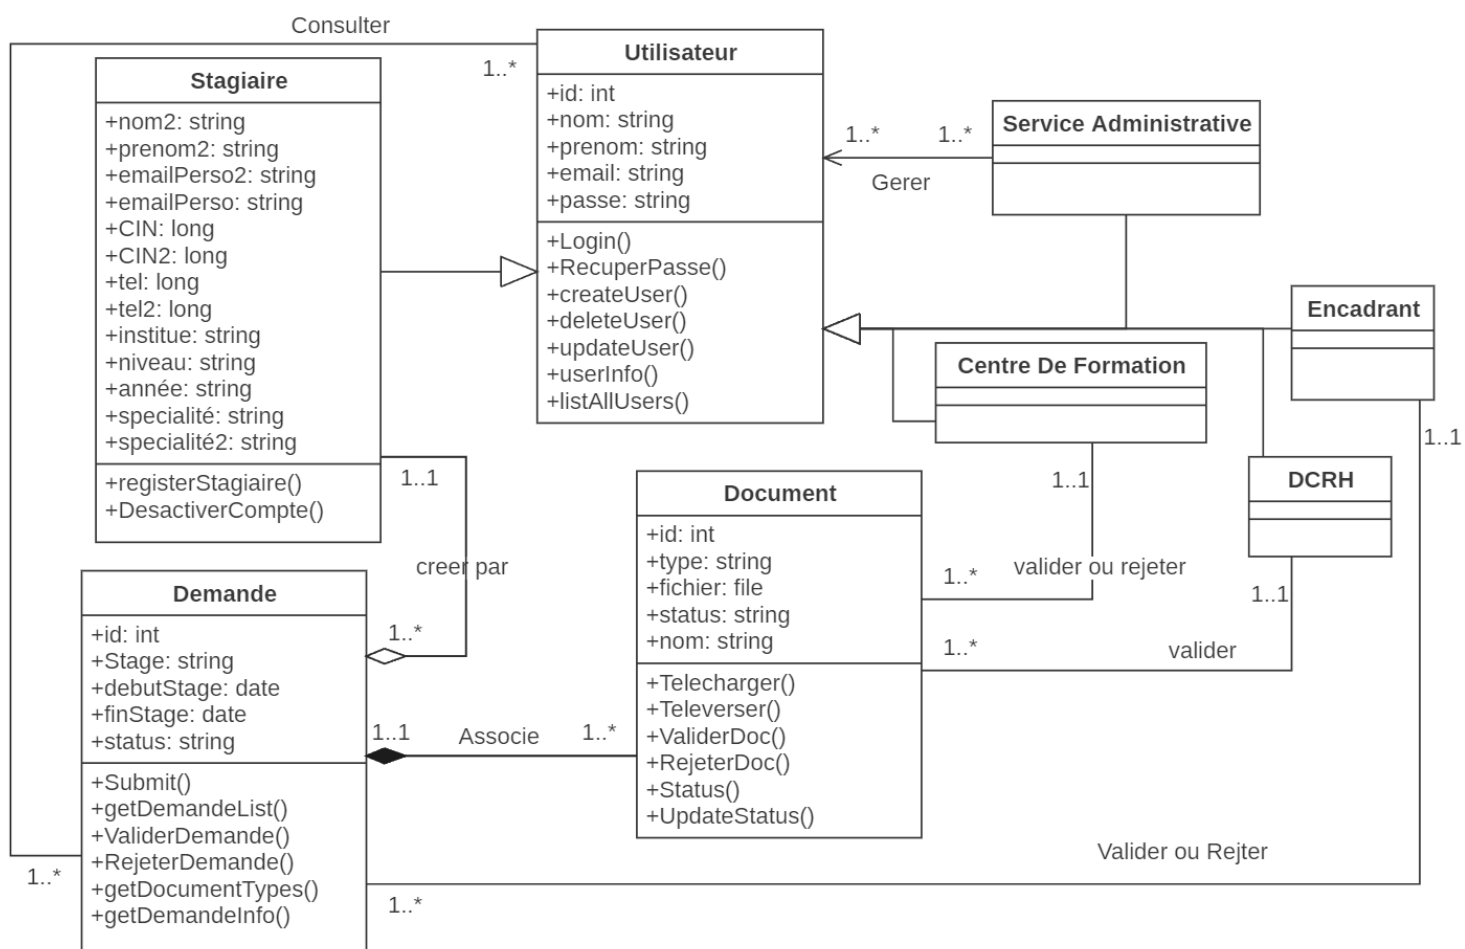 Consulter
1..*
Stagiaire
+nom2: string
+prenom2: string
+emailPerso2: string
+emailPerso: string
+CIN: long
+CIN2: long
+tel: long
+tel2: long
+institue: string
+niveau: string
+année: string
+specialité: string
+specialité2: string
+registerStagiaire()
+DesactiverCompte()
Utilisateur
+id: int
+nom: string
+prenom: string
+email: string
+passe: string
+Login()
+RecuperPasse()
+createUser()
+deleteUser()
+updateUser()
+userInfo()
+listAllUsers()
1..*
1..*
Gerer
Service Administrative
Encadrant
1..1
Centre De Formation
1..1
DCRH
1..1
1..1
creer par
1..*
Demande
+id: int
+Stage: string
+debutStage: date
+finStage: date
+status: string
+Submit()
+getDemandeList()
+ValiderDemande()
+RejeterDemande()
+getDocumentTypes()
+getDemandeInfo()
1..1
Associe
1..*
Document
+id: int
+type: string
+fichier: file
+status: string
+nom: string
+Telecharger()
+Televerser()
+ValiderDoc()
+RejeterDoc()
+Status()
+UpdateStatus()
1..*
valider ou rejeter
1..*
valider
Valider ou Rejter
1..*
1..*